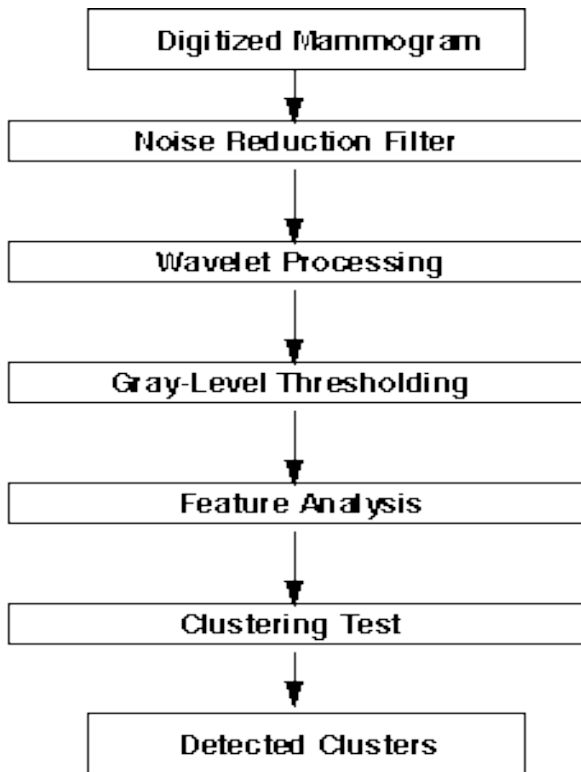 Digitized Mammogram
Noise Reduction Filter
Wavelet Processing
Gray-Level Thresholding
Feature Analysis
Clustering Test
Detected Clusters